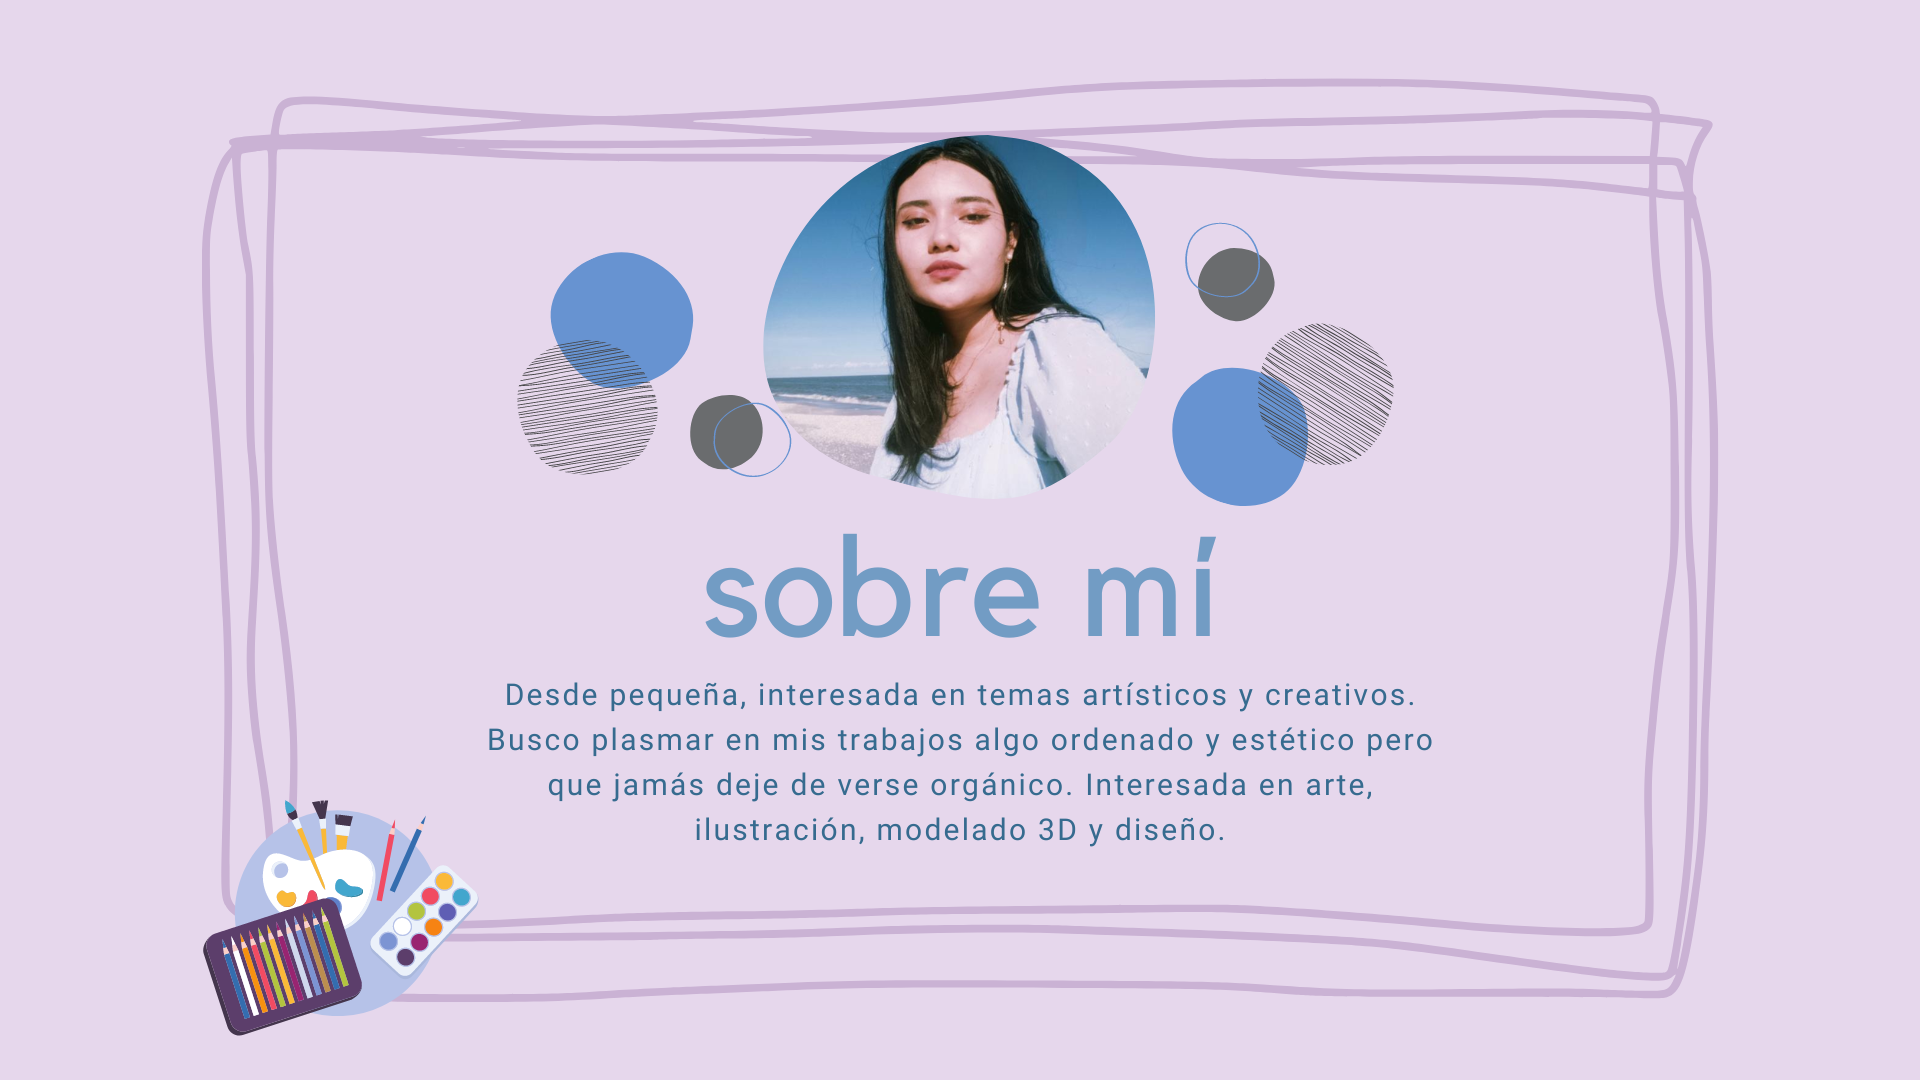 sobre mí
Desde pequeña, interesada en temas artísticos y creativos.
Busco plasmar en mis trabajos algo ordenado y estético pero
que jamás deje de verse orgánico. Interesada en arte,
ilustración, modelado 3D y diseño.